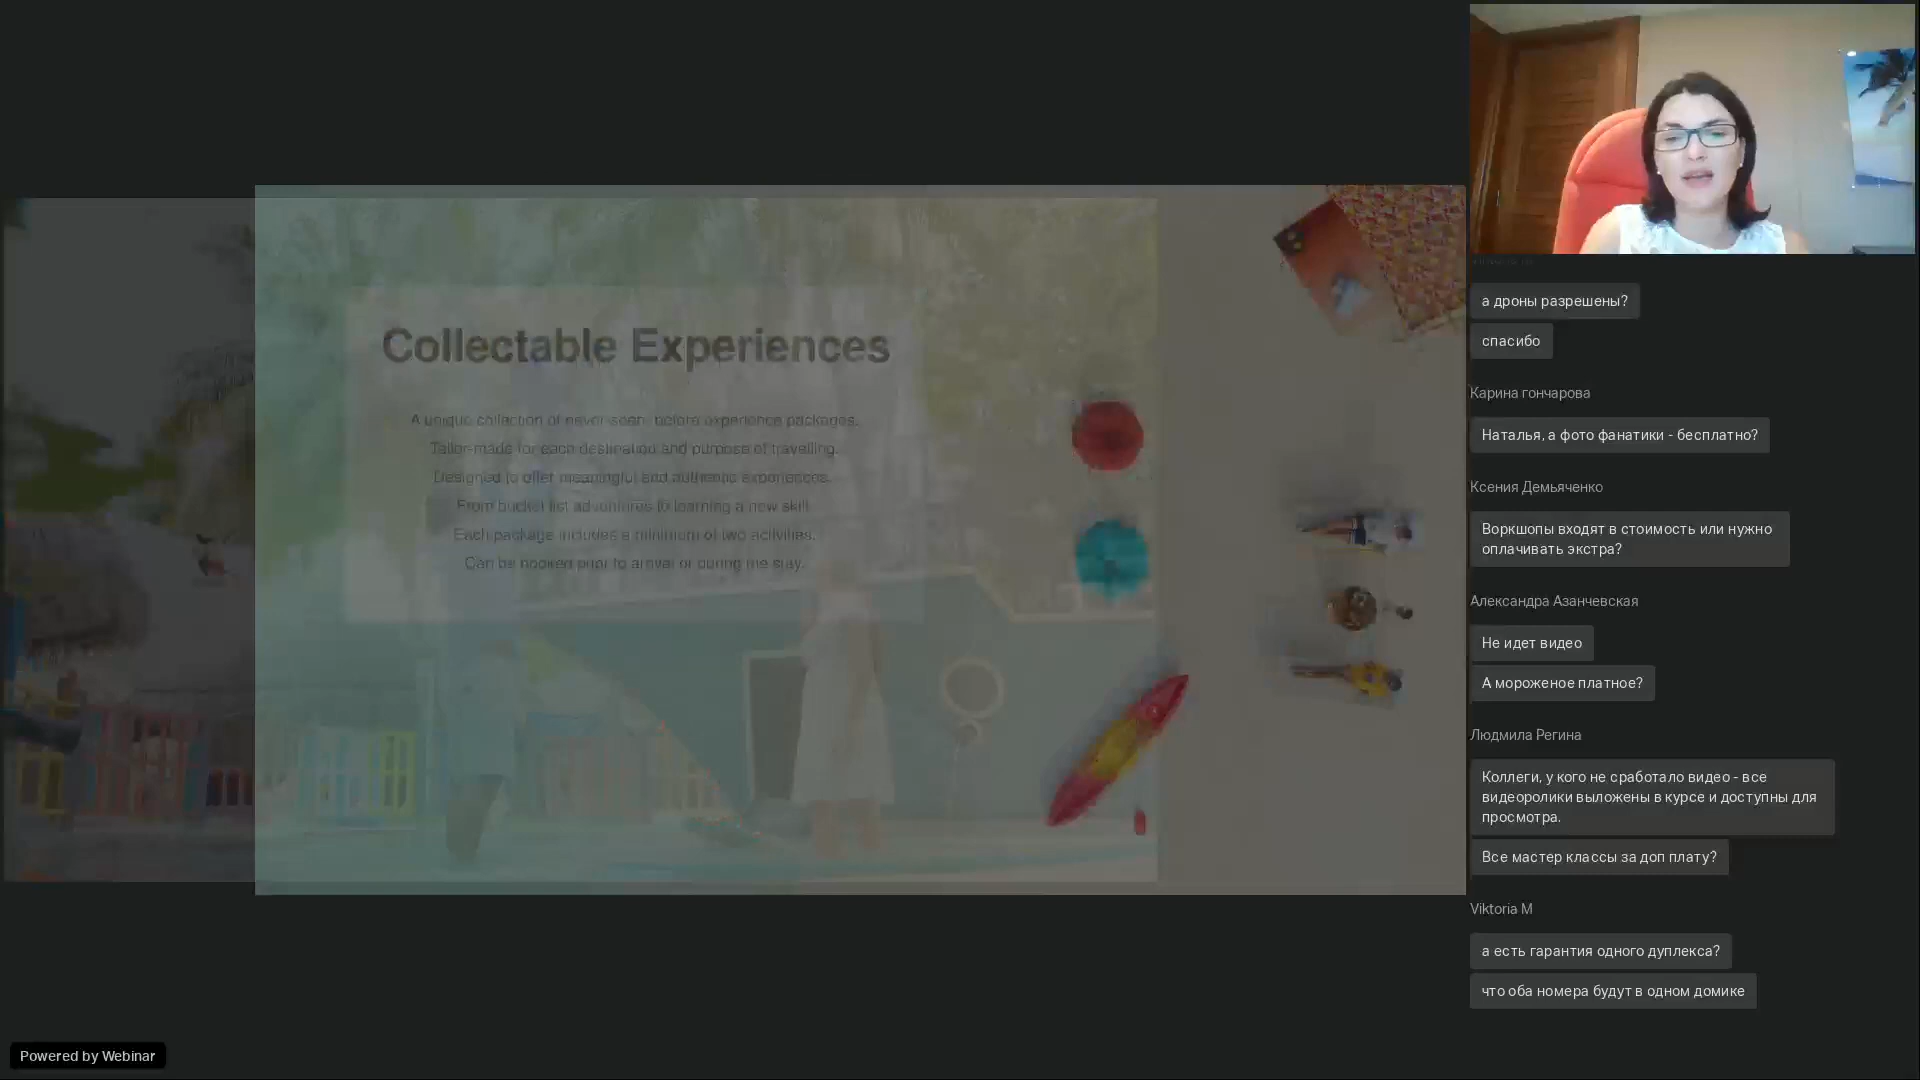 Collectable Experiences
A unique collection of never-seen- before experience packages.
Tailor-made for each destination and purpose of travelling.
Designed to offer meaningful and authentic experiences.
From bucket list adventures to learning a new skill.
Each package includes a minimum of two activities.
Can be booked prior to arrival or during the stay.
а дроны разрешены?
спасибо
Карина гончарова
Наталья, а фото фанатики - бесплатно?
Ксения Демьяченко
Воркшопы входят в стоимость или нужно
оплачивать экстра?
Александра Азанчевская
Не идет видео
А мороженое платное?
Людмила Регина
Коллеги, у кого не сработало видео - все
видеоролики выложены в курсе и доступны для
просмотра.
Все мастер классы за доп плату?
Viktoria M
а есть гарантия одного дуплекса?
что оба номера будут в одном домике
Powered by Webinar